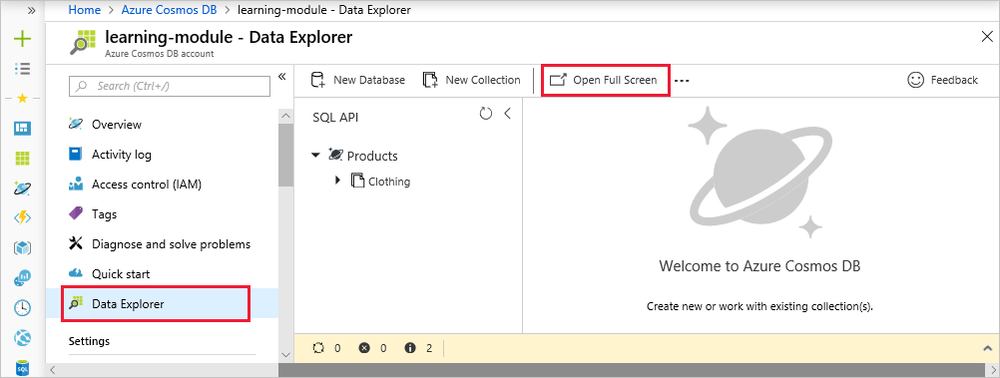 Home > Azure Cosmos DB > learning-module - Data Explorer
learning-module - Data Explorer
Azure Cosmos DB account
Search (Ctrl+/)
Overview
Activity log
Access control (IAM)
Tags
Diagnose and solve problems
Quick start
Data Explorer
Settings
New Database New Collection Open Full Screen ... Feedback
SQL API
Products
Clothing
Welcome to Azure Cosmos DB
Create new or work with existing collection(s).
0 0 2
SQL